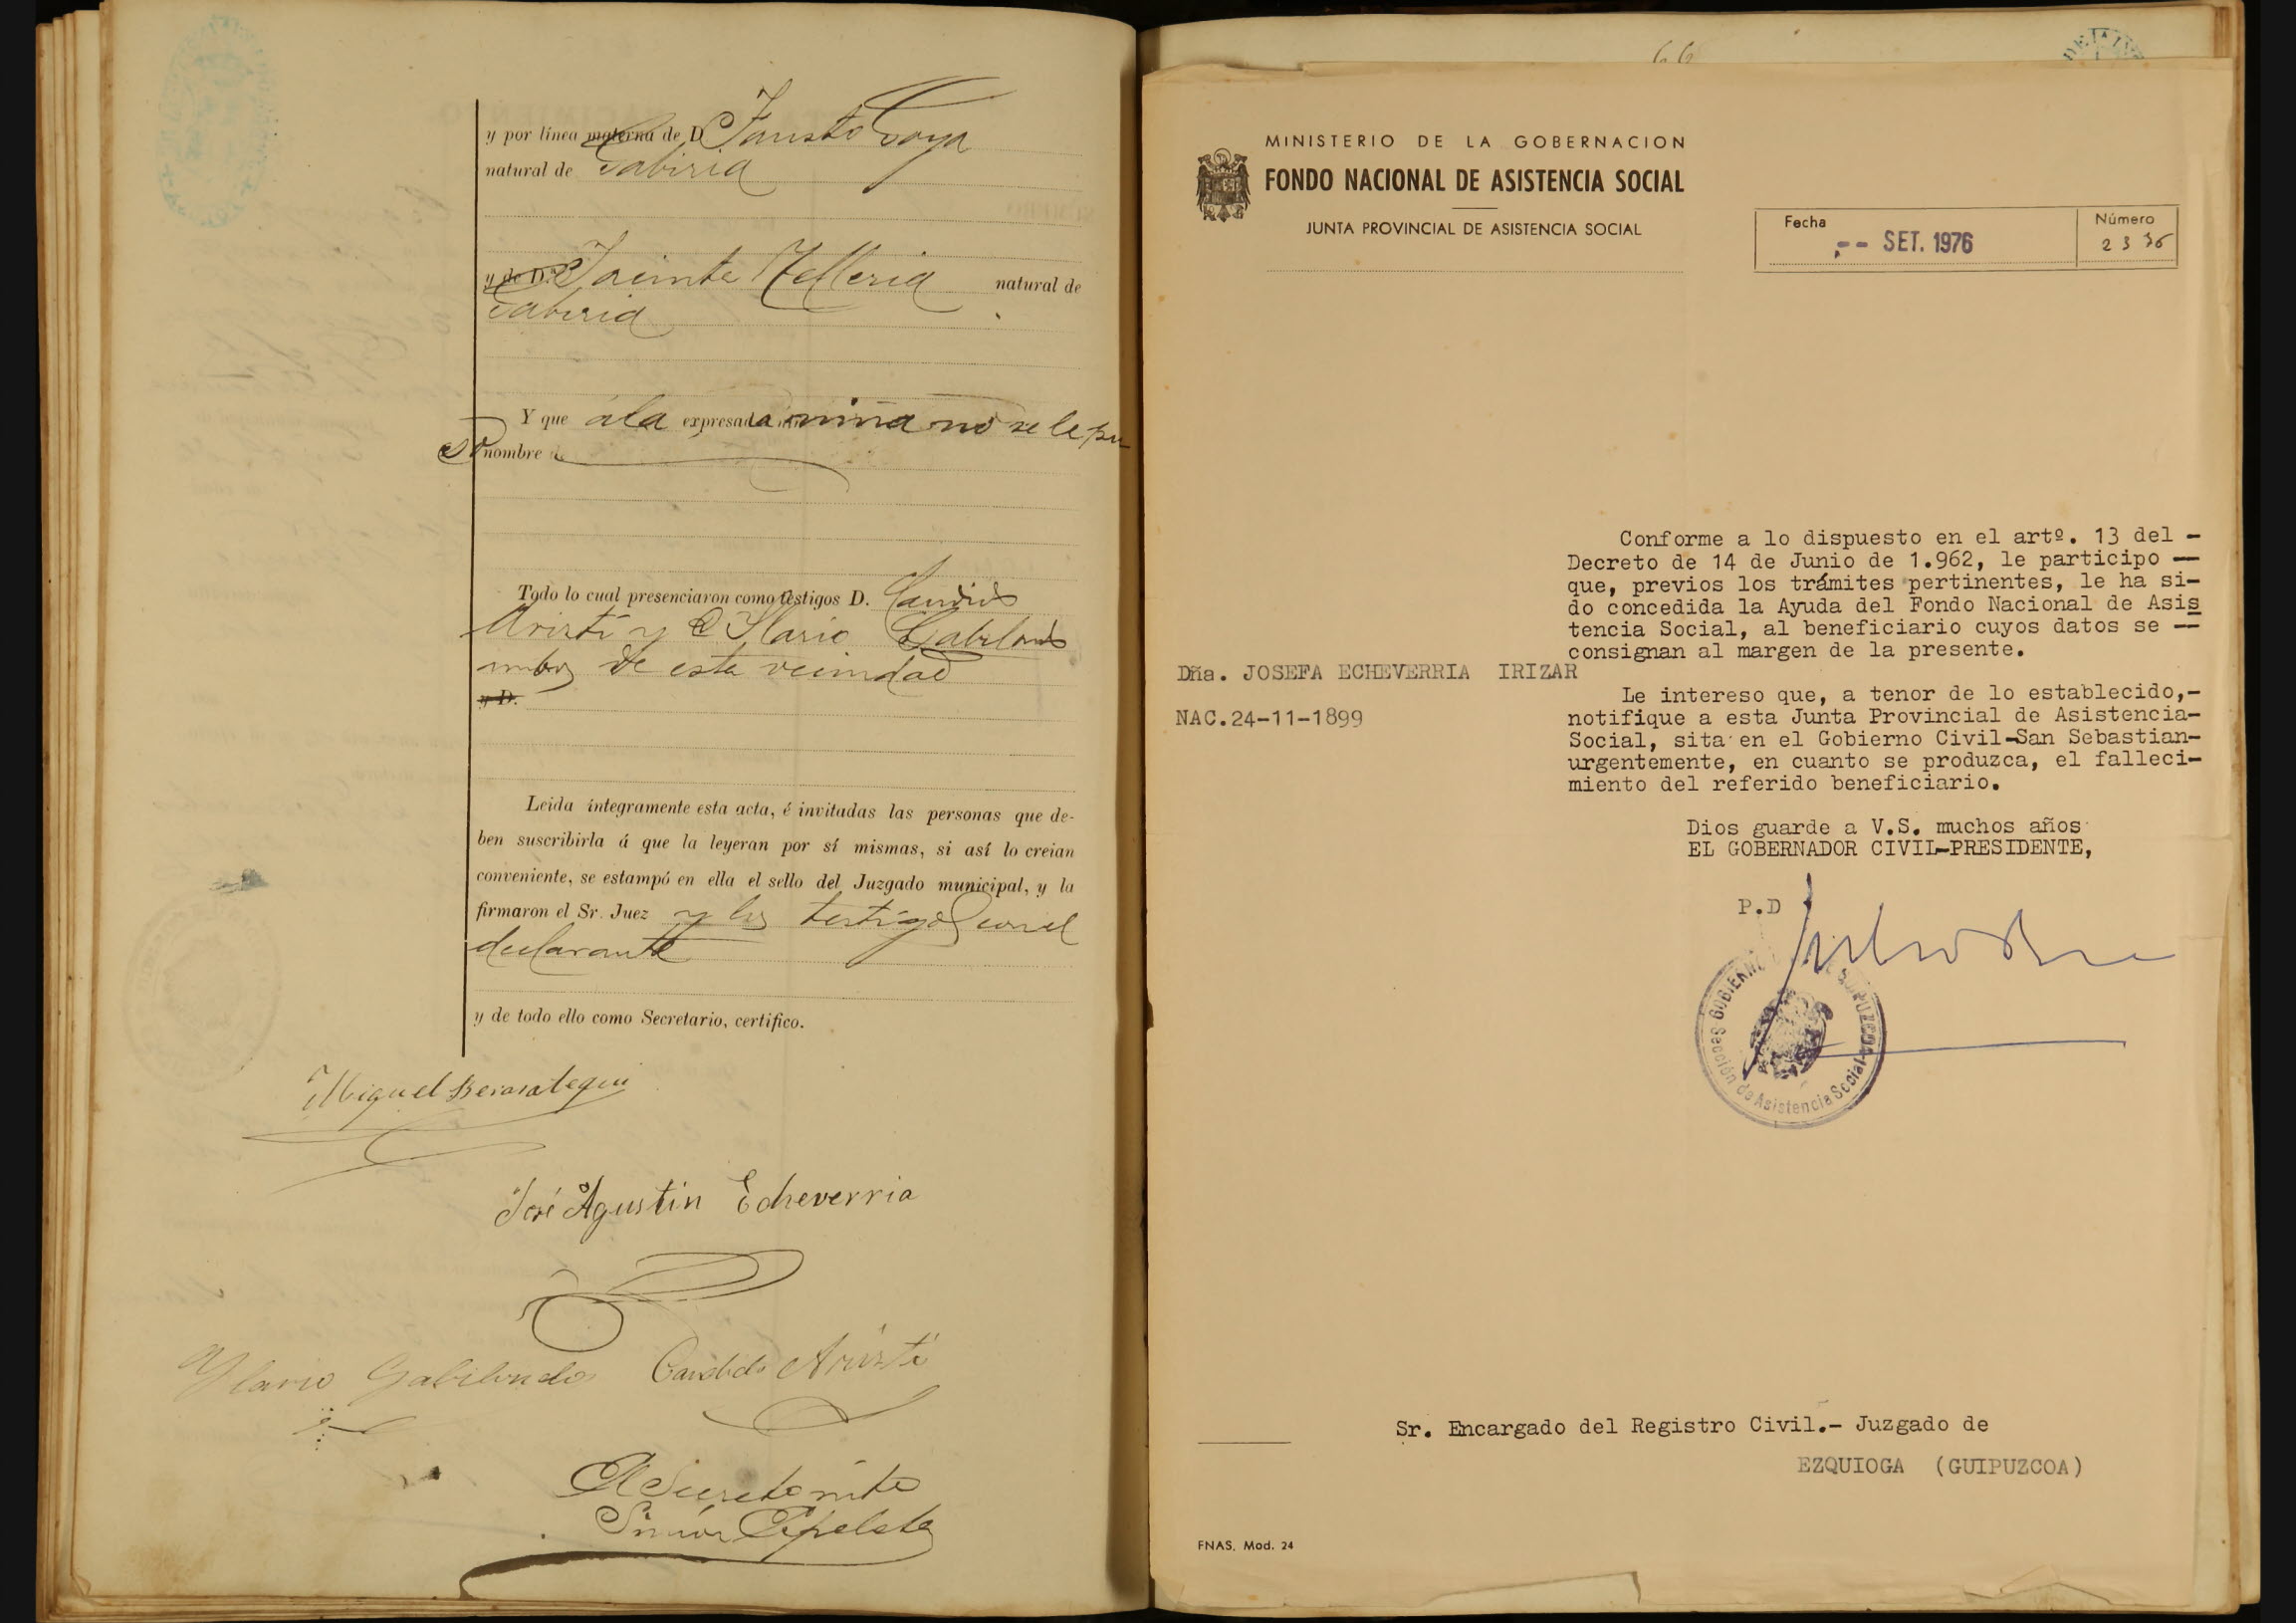 y por línea materna de D. Fausto Goya
natural de Gabiria
y de D.ª Jacinta Telleria natural de
Gabiria
Y que á la expresada niña no se le pu
so nombre
Todo lo cual presenciaron como testigos D. Candido
Aristi y D Ylario Gabilondo
ambos de esta vecindad
y D.
Leida íntegramente esta acta, é invitadas las personas que de-
ben suscribirla á que la leyeran por sí mismas, si así lo creian
conveniente, se estampó en ella el sello del Juzgado municipal, y la
firmaron el Sr. Juez y los testigos con el
declarante
y de todo ello como Secretario, certifico.
Miguel Berasategui
José Agustin Echeverria
Ylario Gabilondo Candido Aristi
El Secretario
Simón
66
MINISTERIO DE LA GOBERNACION
FONDO NACIONAL DE ASISTENCIA SOCIAL
JUNTA PROVINCIAL DE ASISTENCIA SOCIAL
Fecha
-- SET. 1976
Número
2336
Conforme a lo dispuesto en el artº. 13 del -
Decreto de 14 de Junio de 1.962, le participo --
que, previos los trámites pertinentes, le ha si-
do concedida la Ayuda del Fondo Nacional de Asis
tencia Social, al beneficiario cuyos datos se --
consignan al margen de la presente.
Dña. JOSEFA ECHEVERRIA IRIZAR
NAC.24-11-1899
Le intereso que, a tenor de lo establecido,-
notifique a esta Junta Provincial de Asistencia-
Social, sita en el Gobierno Civil-San Sebastian-
urgentemente, en cuanto se produzca, el falleci-
miento del referido beneficiario.
Dios guarde a V.S. muchos años
EL GOBERNADOR CIVIL-PRESIDENTE,
P.D
GOBIERNO GUIPUZCOA
Sección de Asistencia Social
Sr. Encargado del Registro Civil.- Juzgado de
EZQUIOGA (GUIPUZCOA)
FNAS. Mod. 24